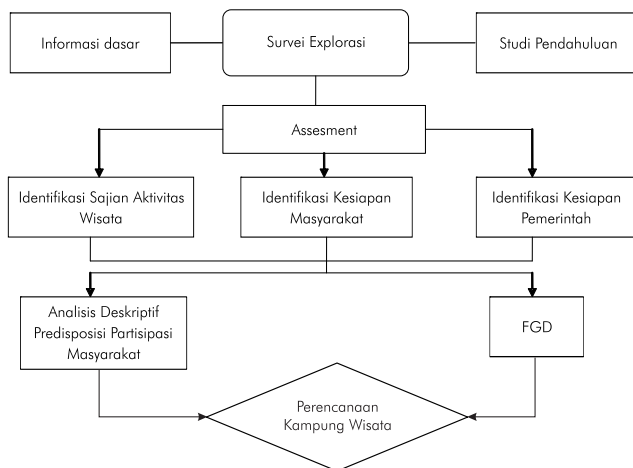 Informasi dasar
Survei Explorasi
Studi Pendahuluan
Assesment
Identifikasi Sajian Aktivitas
Wisata
Identifikasi Kesiapan
Masyarakat
Identifikasi Kesiapan
Pemerintah
Analisis Deskriptif
Predisposisi Partisipasi
Masyarakat
FGD
Perencanaan
Kampung Wisata